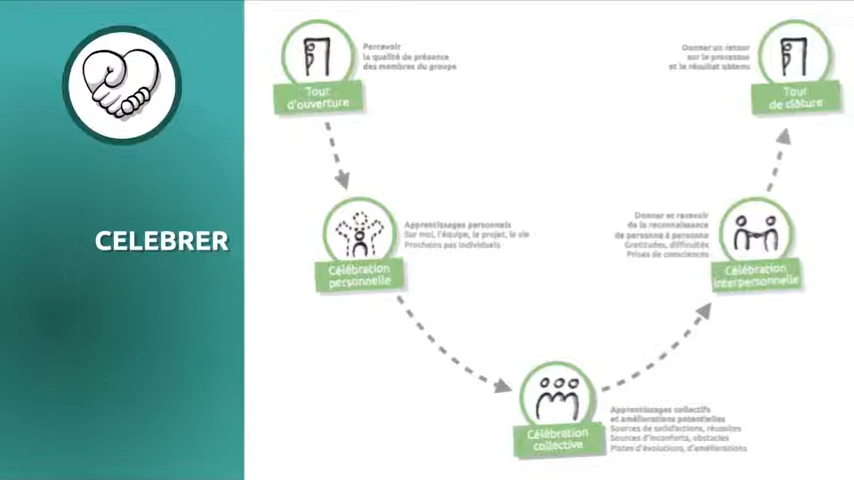 CELEBRER
Tour
d'ouverture
Percevoir
la qualité de présence
des membres du groupe
Célébration
personnelle
Apprentissages personnels
Sur moi, l'équipe, le projet, la vie
Prochains pas individuels
Célébration
collective
Apprentissages collectifs
et améliorations potentielles
Sources de satisfactions, réussites
Sources d'inconforts, obstacles
Pistes d'évolutions, d'améliorations
Donner et recevoir
de la reconnaissance
de personne à personne
Gratitudes, difficultés
Prises de consciences
Célébration
interpersonnelle
Donner un retour
sur le processus
et le résultat obtenu
Tour
de clôture